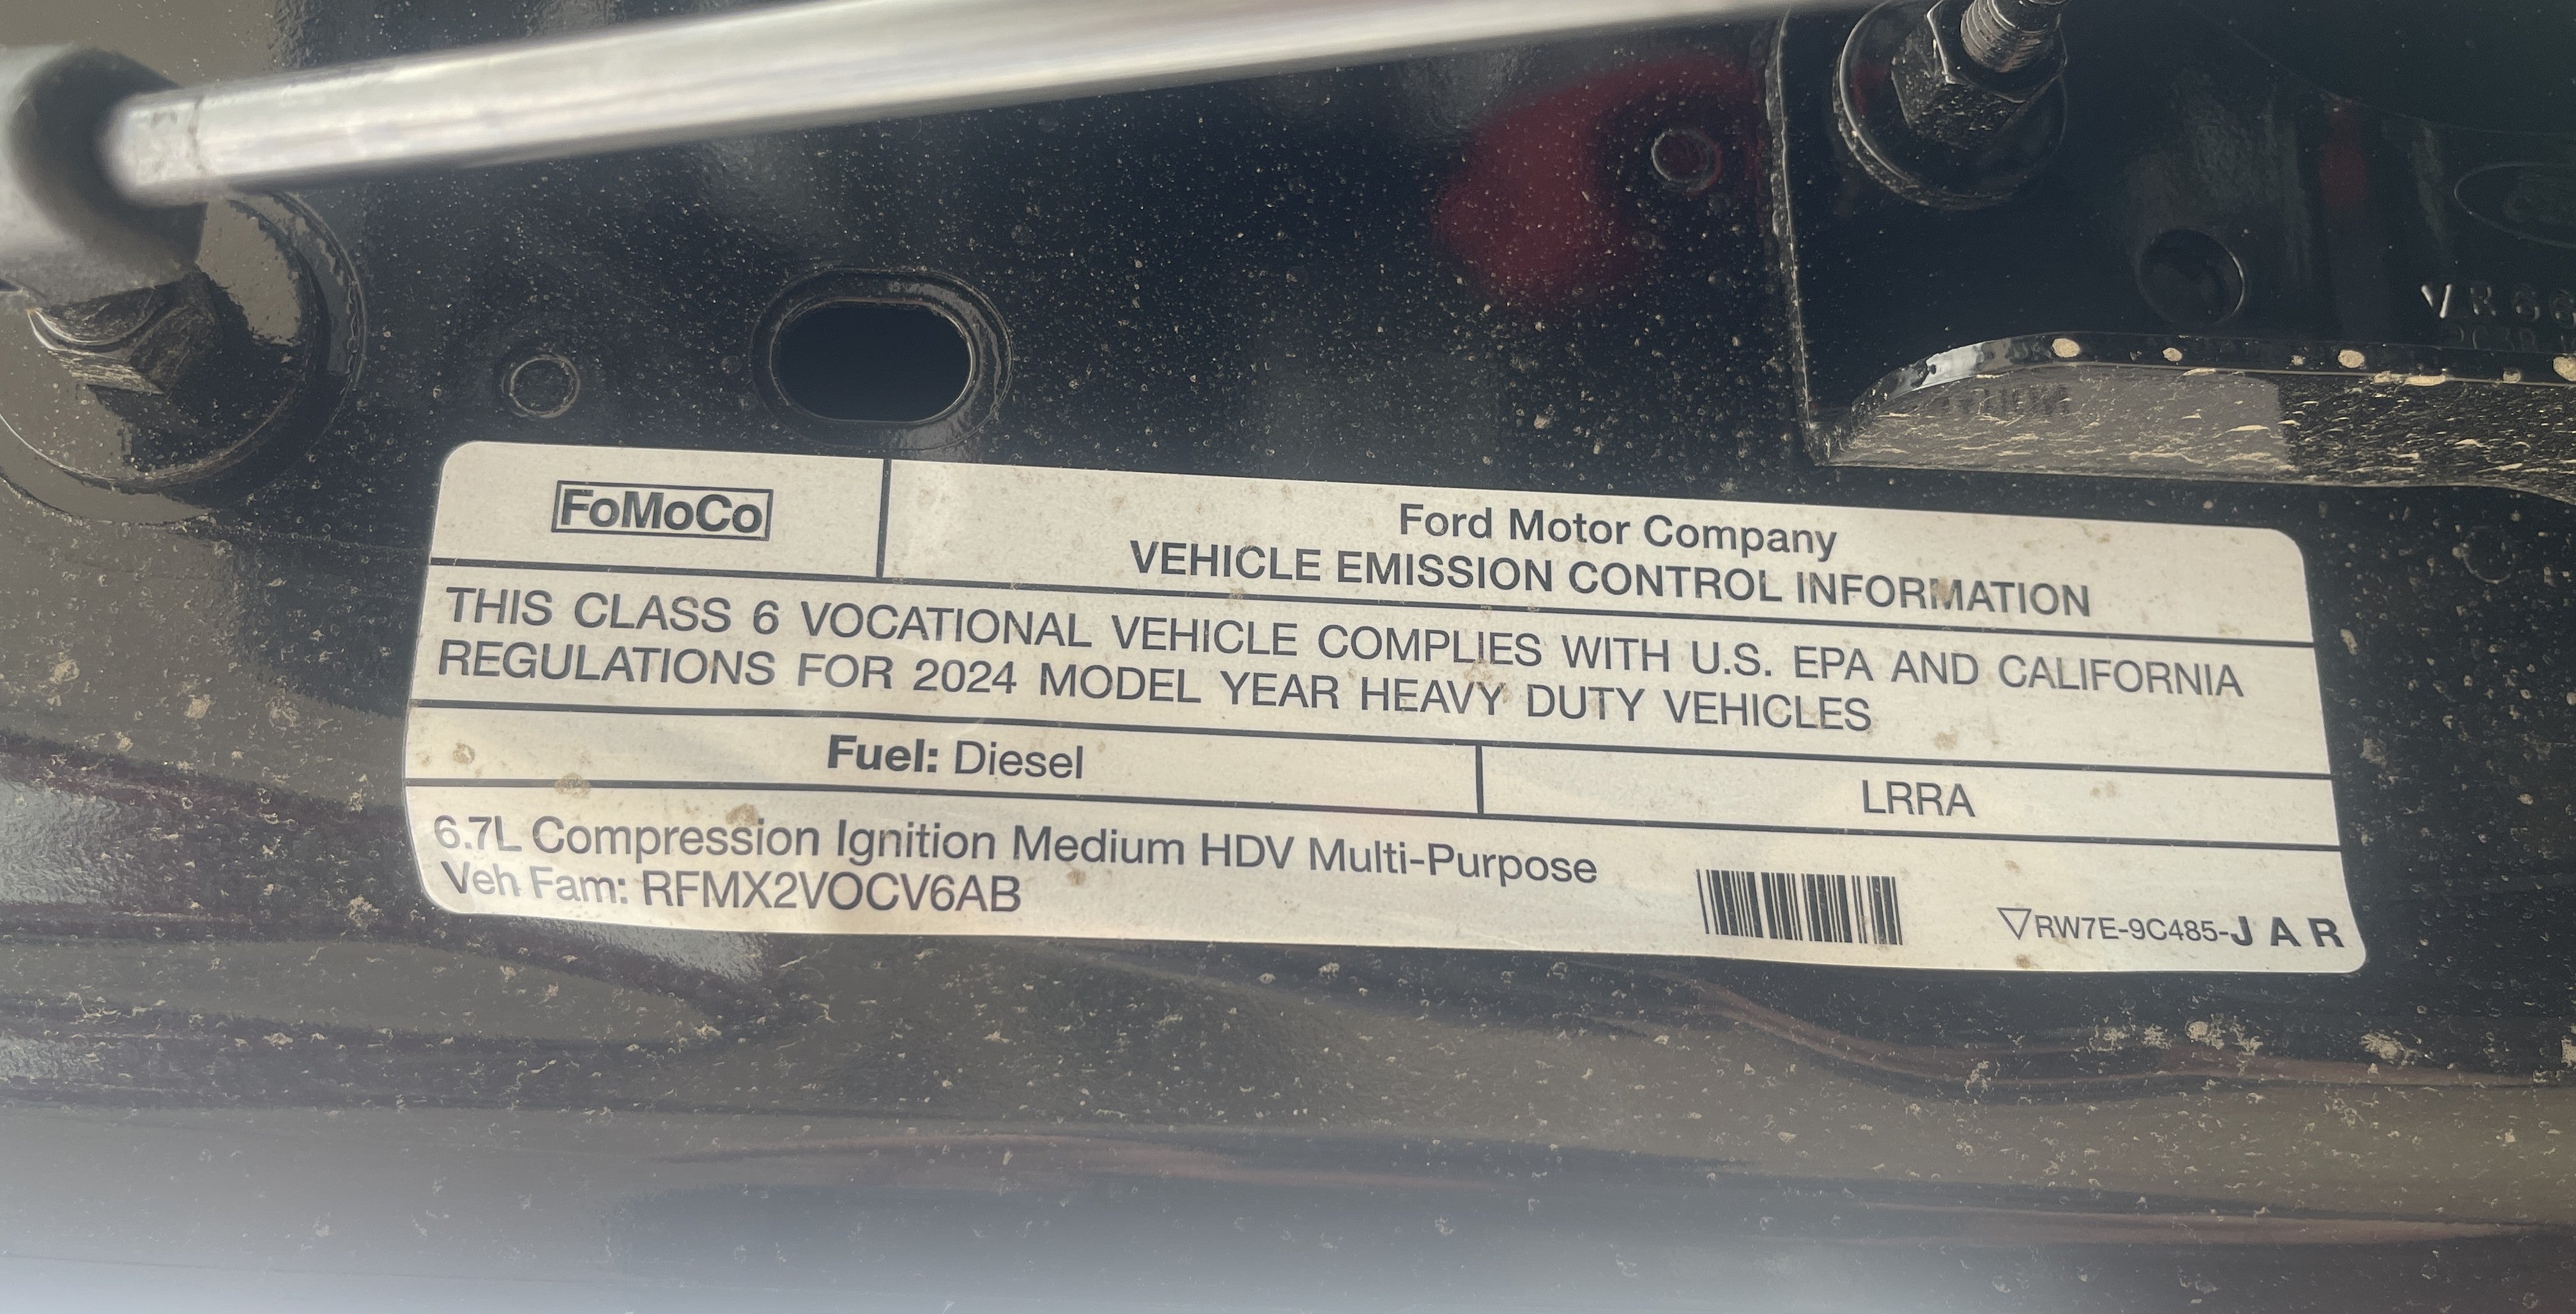 FoMoCo
Ford Motor Company
VEHICLE EMISSION CONTROL INFORMATION
THIS CLASS 6 VOCATIONAL VEHICLE COMPLIES WITH U.S. EPA AND CALIFORNIA
REGULATIONS FOR 2024 MODEL YEAR HEAVY DUTY VEHICLES
Fuel: Diesel
LRRA
6.7L Compression Ignition Medium HDV Multi-Purpose
Veh Fam: RFMX2VOCV6AB
▽RW7E-9C485-J A R